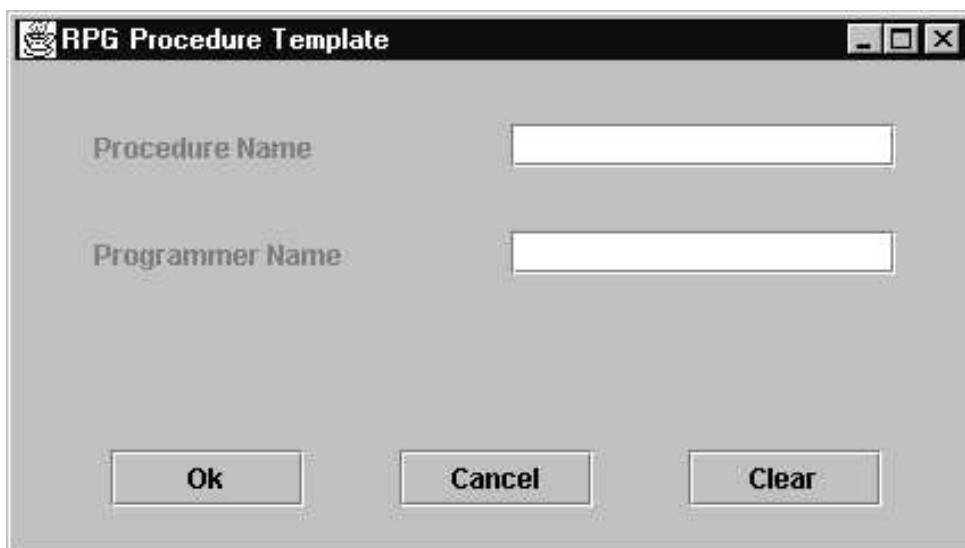 RPG Procedure Template
Procedure Name
Programmer Name
Ok Cancel Clear